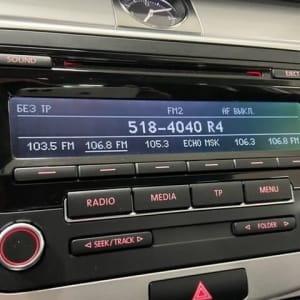 SOUND
EJECT
БЕЗ ТР FM2 AF ВЫКЛ.
518-4040 R4
103.5 FM 106.8 FM 105.3 ECHO MSK 106.3 106.8 FM
RADIO MEDIA TP MENU
◁ SEEK/TRACK ▷ ◁ FOLDER ▷